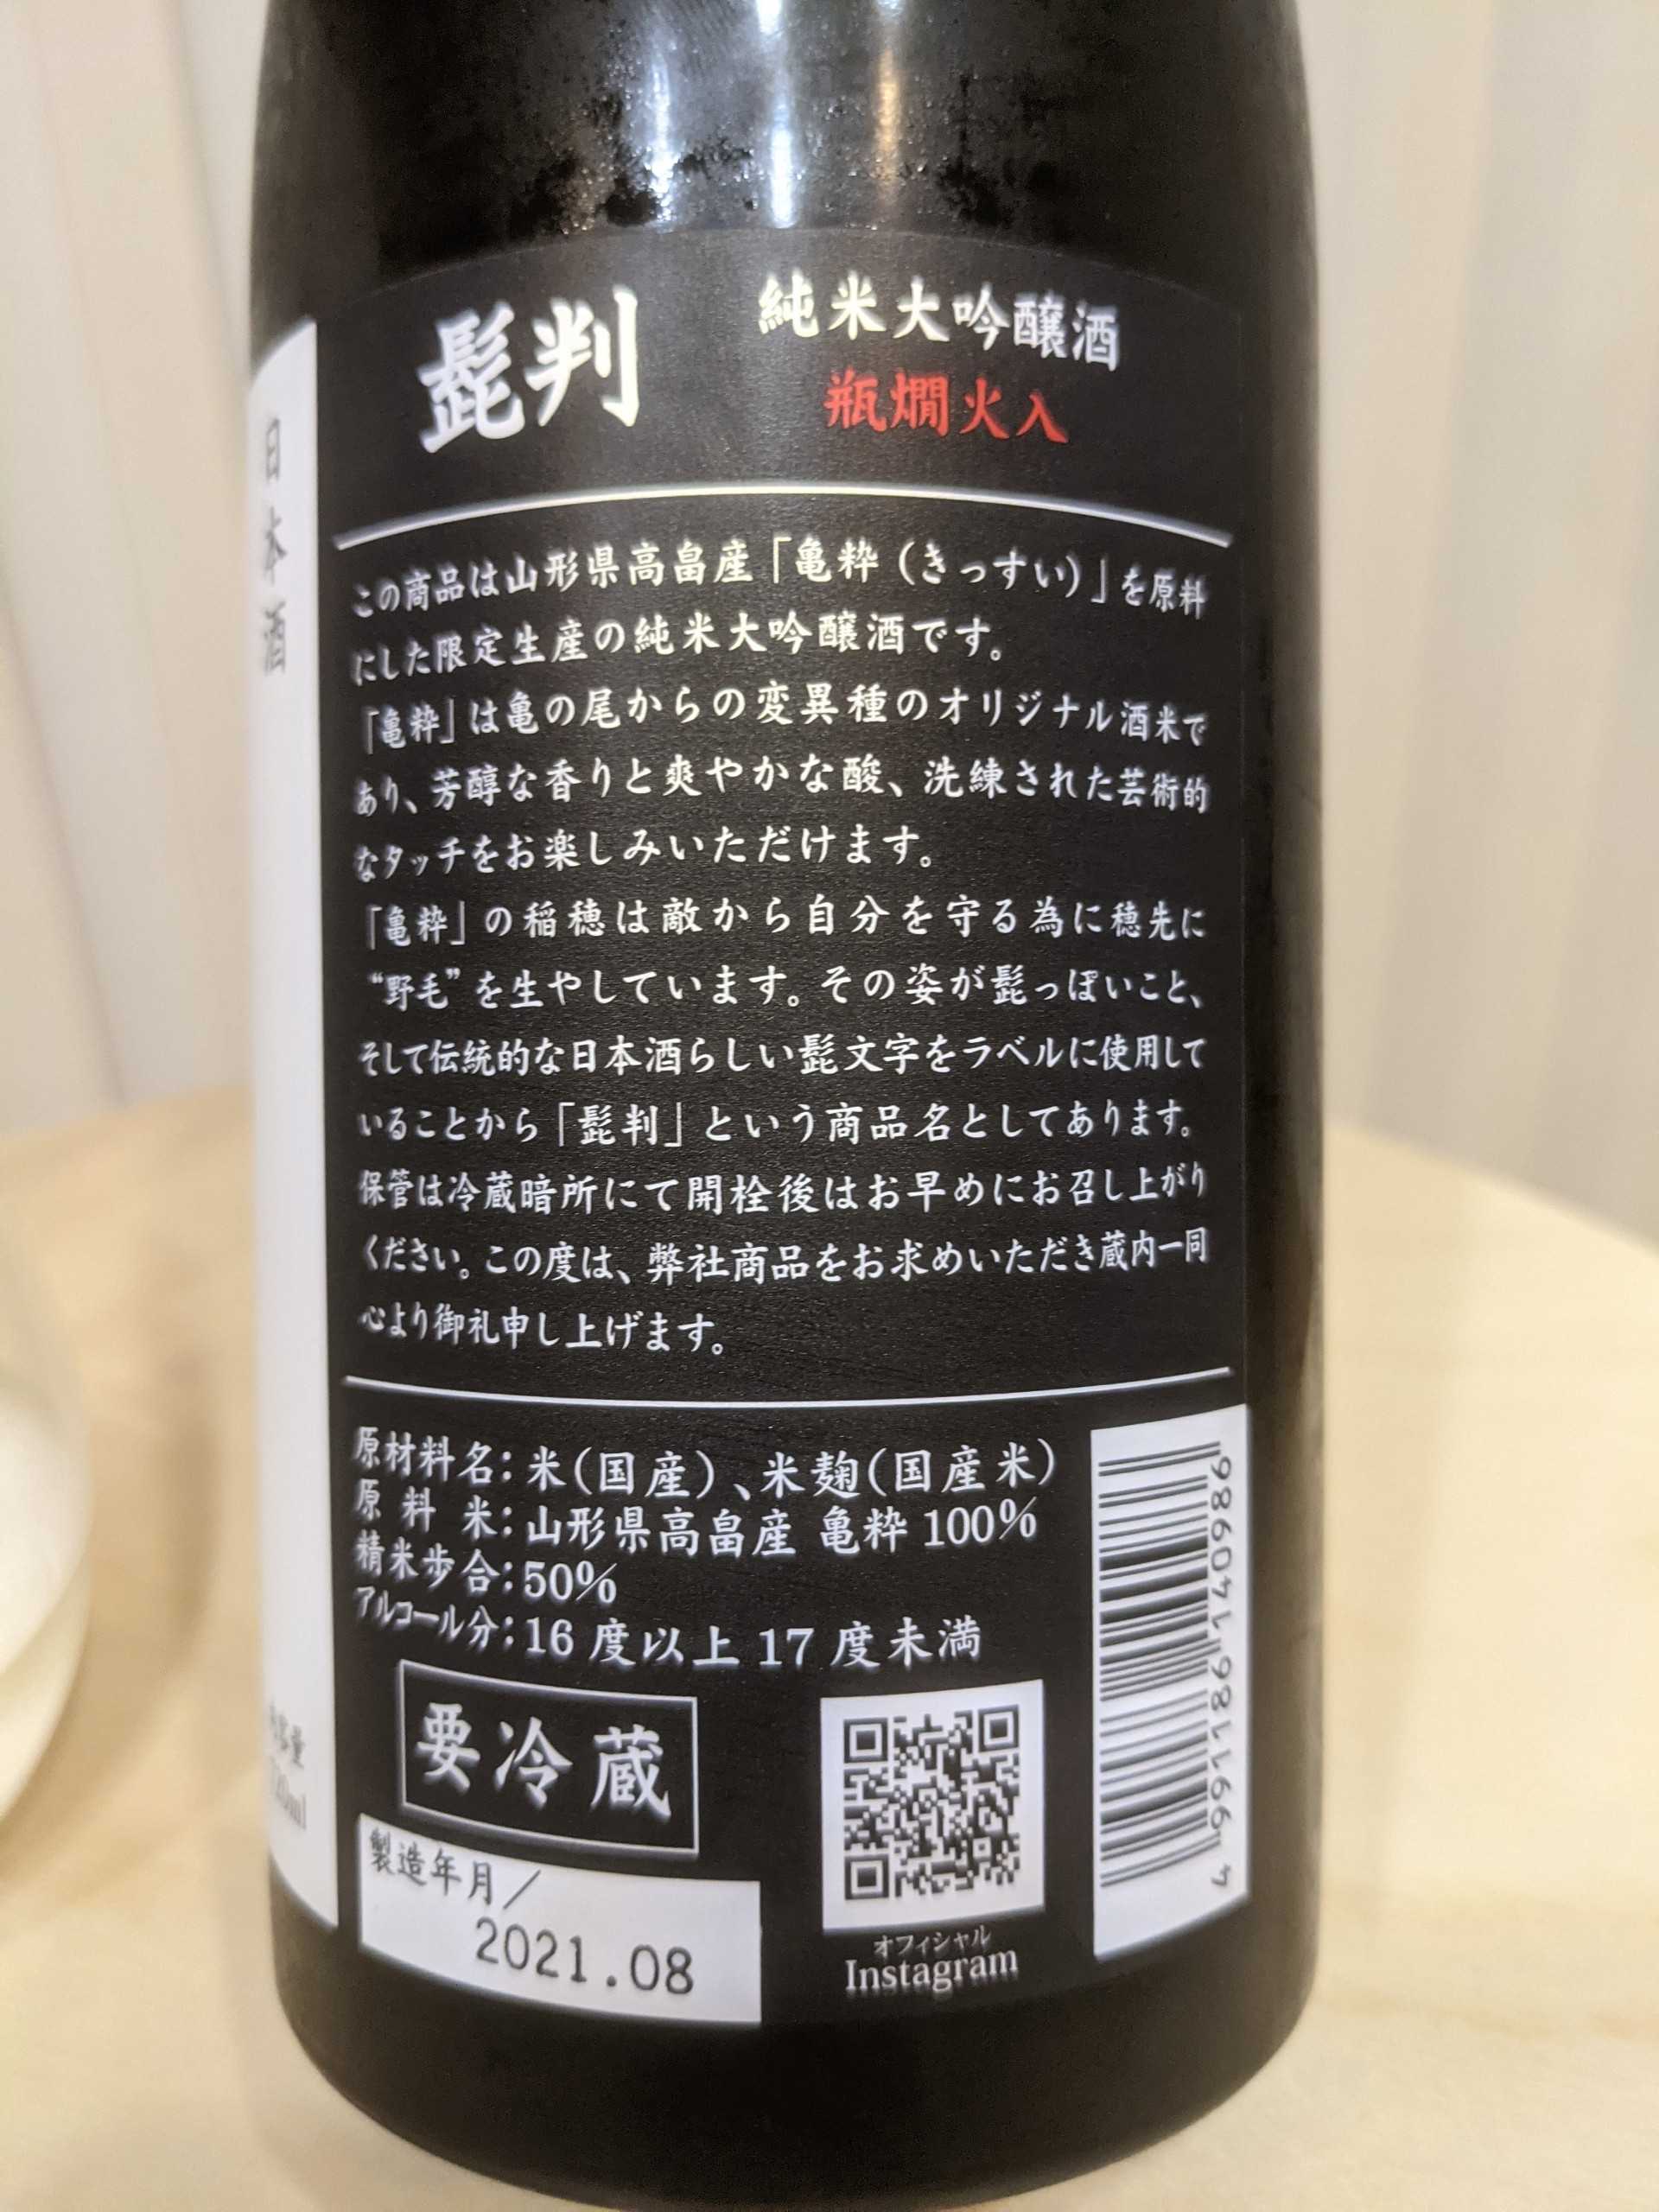 髭判
純米大吟醸酒
瓶燗火入
この商品は山形県高畠産「亀粋（きっすい）」を原料
にした限定生産の純米大吟醸酒です。
「亀粋」は亀の尾からの変異種のオリジナル酒米で
あり、芳醇な香りと爽やかな酸、洗練された芸術的
なタッチをお楽しみいただけます。
「亀粋」の稲穂は敵から自分を守る為に穂先に
“野毛”を生やしています。その姿が髭っぽいこと、
そして伝統的な日本酒らしい髭文字をラベルに使用して
いることから「髭判」という商品名としてあります。
保管は冷蔵暗所にて開栓後はお早めにお召し上がり
ください。この度は、弊社商品をお求めいただき蔵内一同
心より御礼申し上げます。
原材料名：米（国産）、米麹（国産米）
原料米：山形県高畠産 亀粋 100%
精米歩合：50%
アルコール分：16 度以上 17 度未満
要冷蔵
製造年月／
2021.08
オフィシャル
Instagram
日本酒